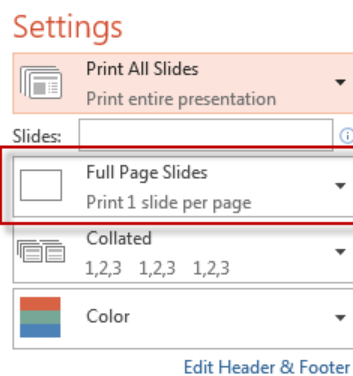 Settings
Print All Slides
Print entire presentation
Slides:
Full Page Slides
Print 1 slide per page
Collated
1,2,3 1,2,3 1,2,3
Color
Edit Header & Footer